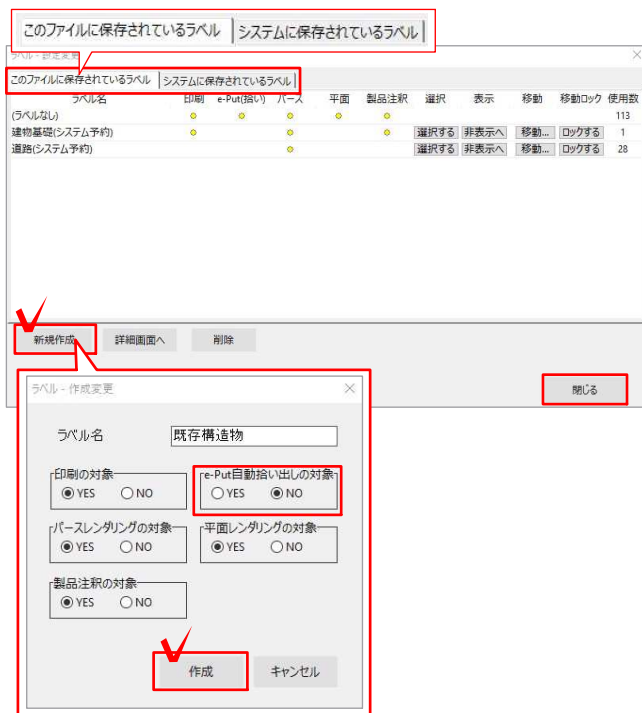 このファイルに保存されているラベル システムに保存されているラベル
ラベル - 設定変更
このファイルに保存されているラベル システムに保存されているラベル
ラベル名 印刷 e-Put(拾い) パース 平面 製品注釈 選択 表示 移動 移動ロック 使用数
(ラベルなし) 113
建物基礎(システム予約) 選択する 非表示へ 移動... ロックする 1
道路(システム予約) 選択する 非表示へ 移動... ロックする 28
新規作成 詳細画面へ 削除
閉じる
ラベル - 作成変更
ラベル名 既存構造物
印刷の対象 e-Put自動拾い出しの対象
YES NO YES NO
パースレンダリングの対象 平面レンダリングの対象
YES NO YES NO
製品注釈の対象
YES NO
作成 キャンセル